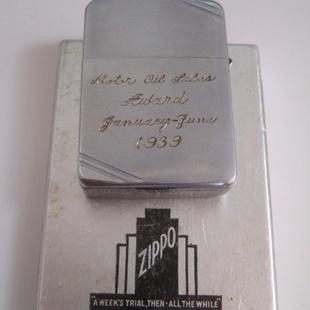 Motor Oil Sales
Award
January-June
1939
ZIPPO
"A WEEK'S TRIAL, THEN-ALL THE WHILE"